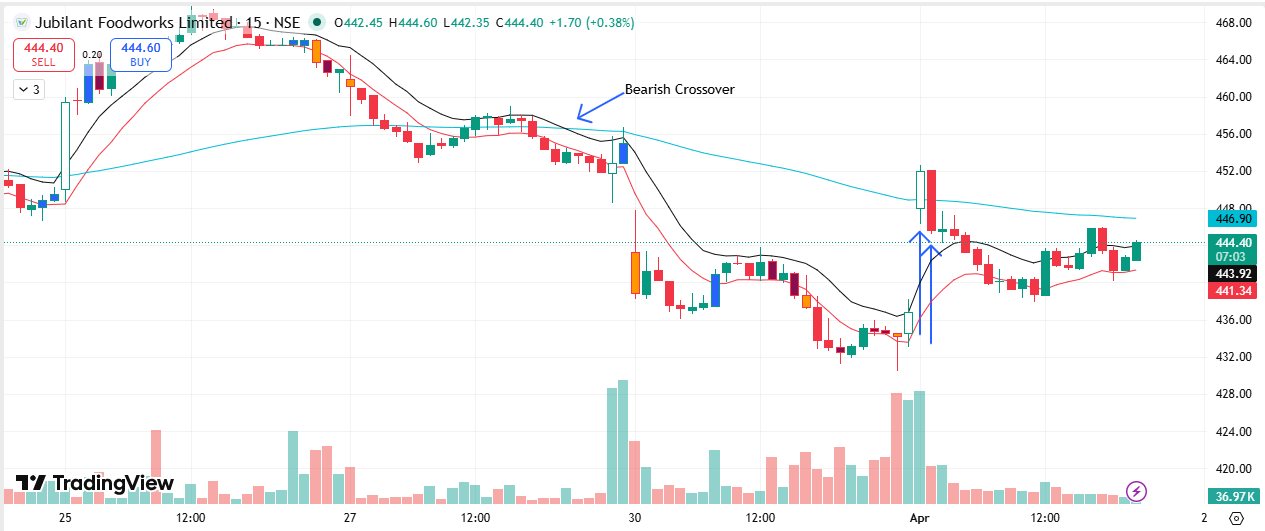 Jubilant Foodworks Limited · 15 · NSE O442.45 H444.60 L442.35 C444.40 +1.70 (+0.38%)
444.40
SELL
0.20
444.60
BUY
3
Bearish Crossover
468.00
464.00
460.00
456.00
452.00
448.00
446.90
444.40
07:03
443.92
441.34
436.00
432.00
428.00
424.00
420.00
36.97K
TradingView
25 12:00 27 12:00 30 12:00 Apr 12:00 2